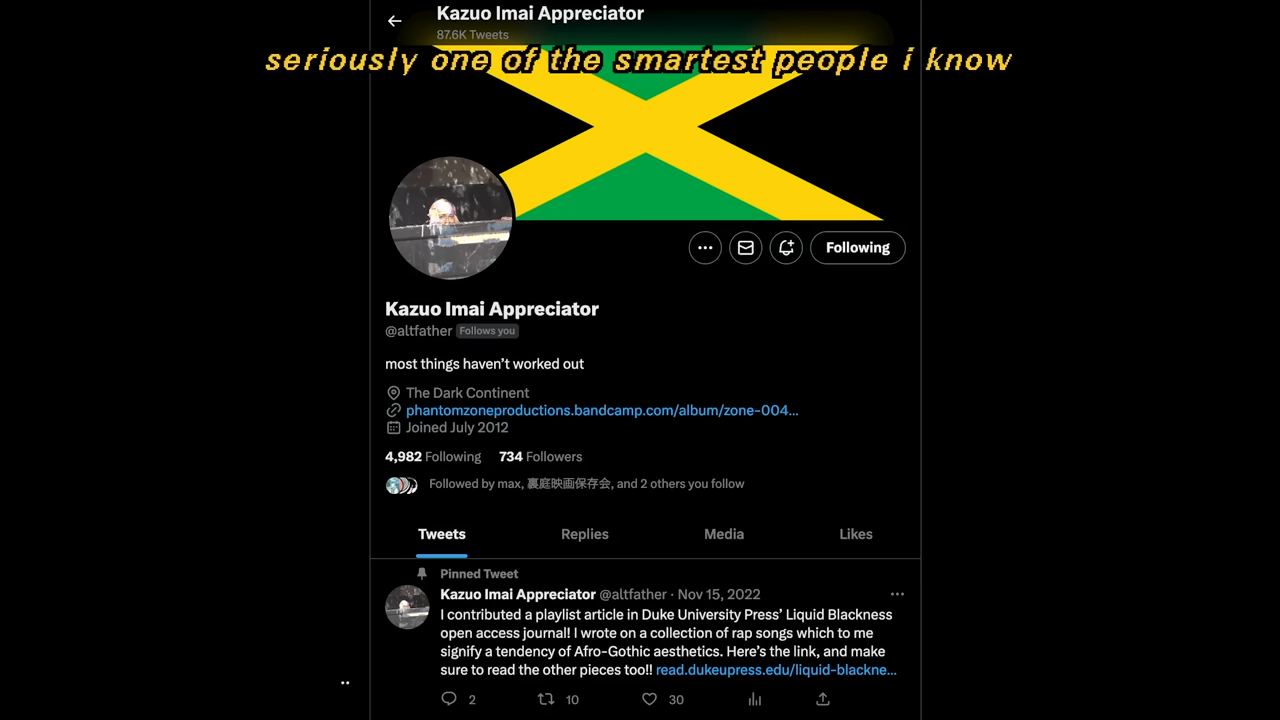 Kazuo Imai Appreciator
87.6K Tweets
seriously one of the smartest people i know
Following
Kazuo Imai Appreciator
@altfather Follows you
most things haven't worked out
The Dark Continent
phantomzoneproductions.bandcamp.com/album/zone-004…
Joined July 2012
4,982 Following 734 Followers
Followed by max, 裏庭映画保存会, and 2 others you follow
Tweets Replies Media Likes
Pinned Tweet
Kazuo Imai Appreciator @altfather · Nov 15, 2022
I contributed a playlist article in Duke University Press' Liquid Blackness
open access journal! I wrote on a collection of rap songs which to me
signify a tendency of Afro-Gothic aesthetics. Here's the link, and make
sure to read the other pieces too!! read.dukeupress.edu/liquid-blackne…
2 10 30